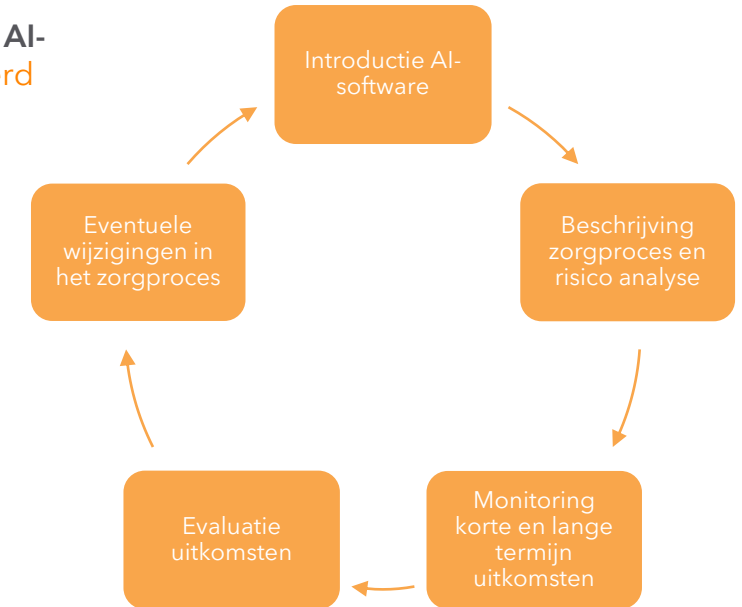 AI-
erd
Introductie AI-
software
Beschrijving
zorgproces en
risico analyse
Monitoring
korte en lange
termijn
uitkomsten
Evaluatie
uitkomsten
Eventuele
wijzigingen in
het zorgproces